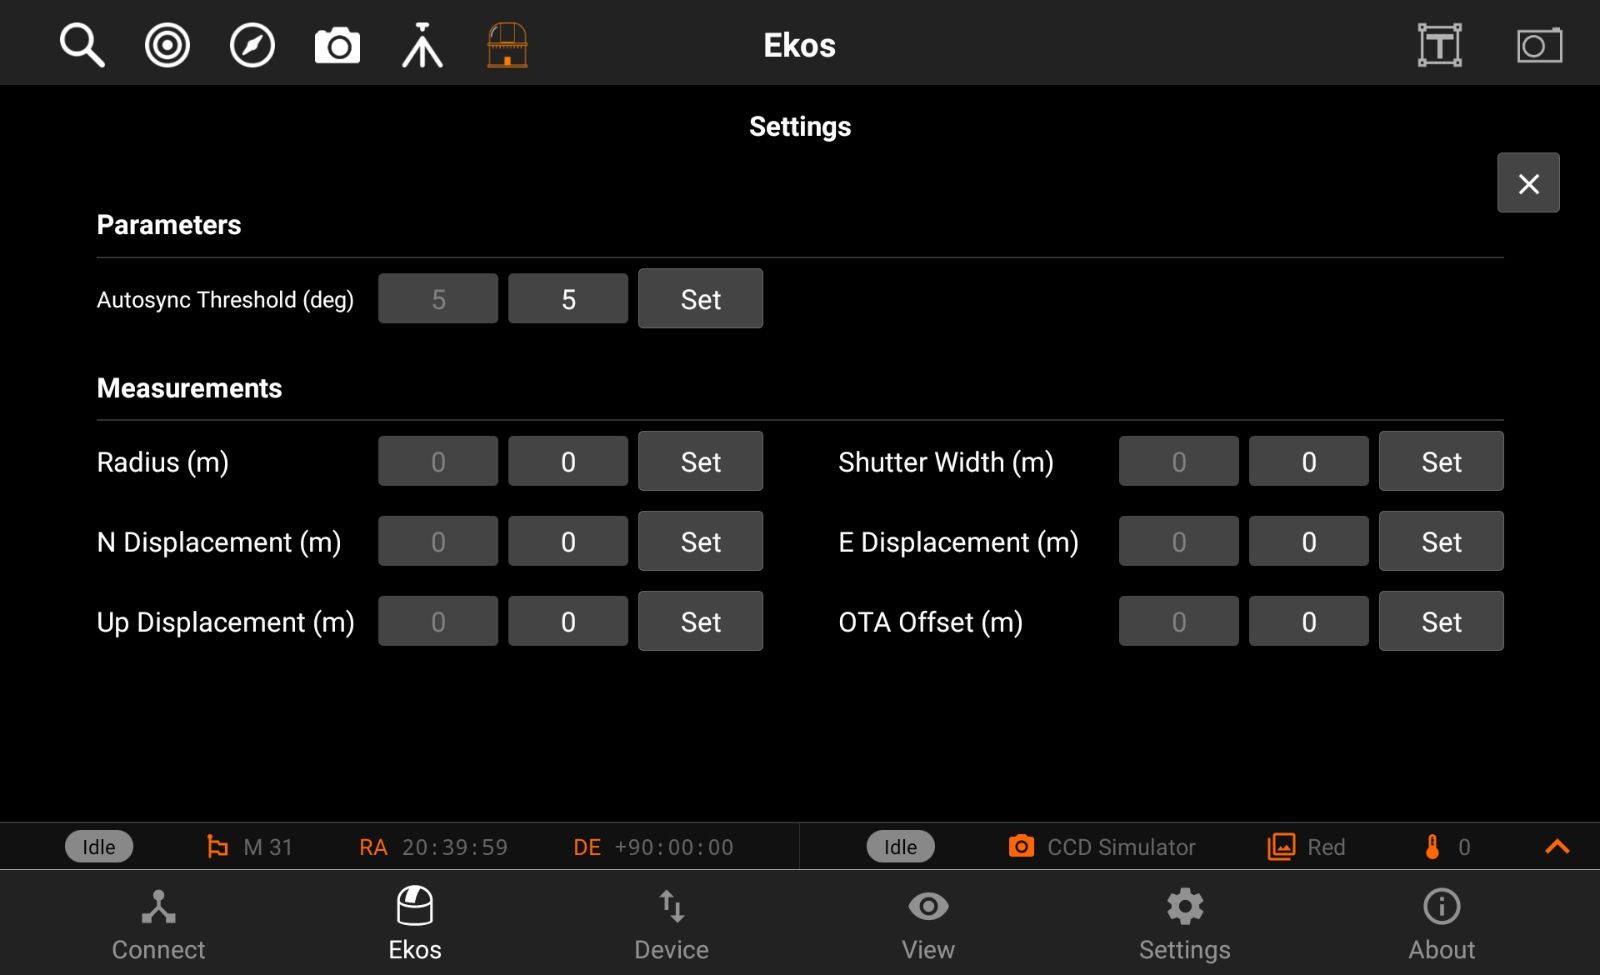 Ekos
Settings
Parameters
Autosync Threshold (deg) 5 5 Set
Measurements
Radius (m) 0 0 Set Shutter Width (m) 0 0 Set
N Displacement (m) 0 0 Set E Displacement (m) 0 0 Set
Up Displacement (m) 0 0 Set OTA Offset (m) 0 0 Set
Idle M 31 RA 20:39:59 DE +90:00:00 Idle CCD Simulator Red 0
Connect Ekos Device View Settings About